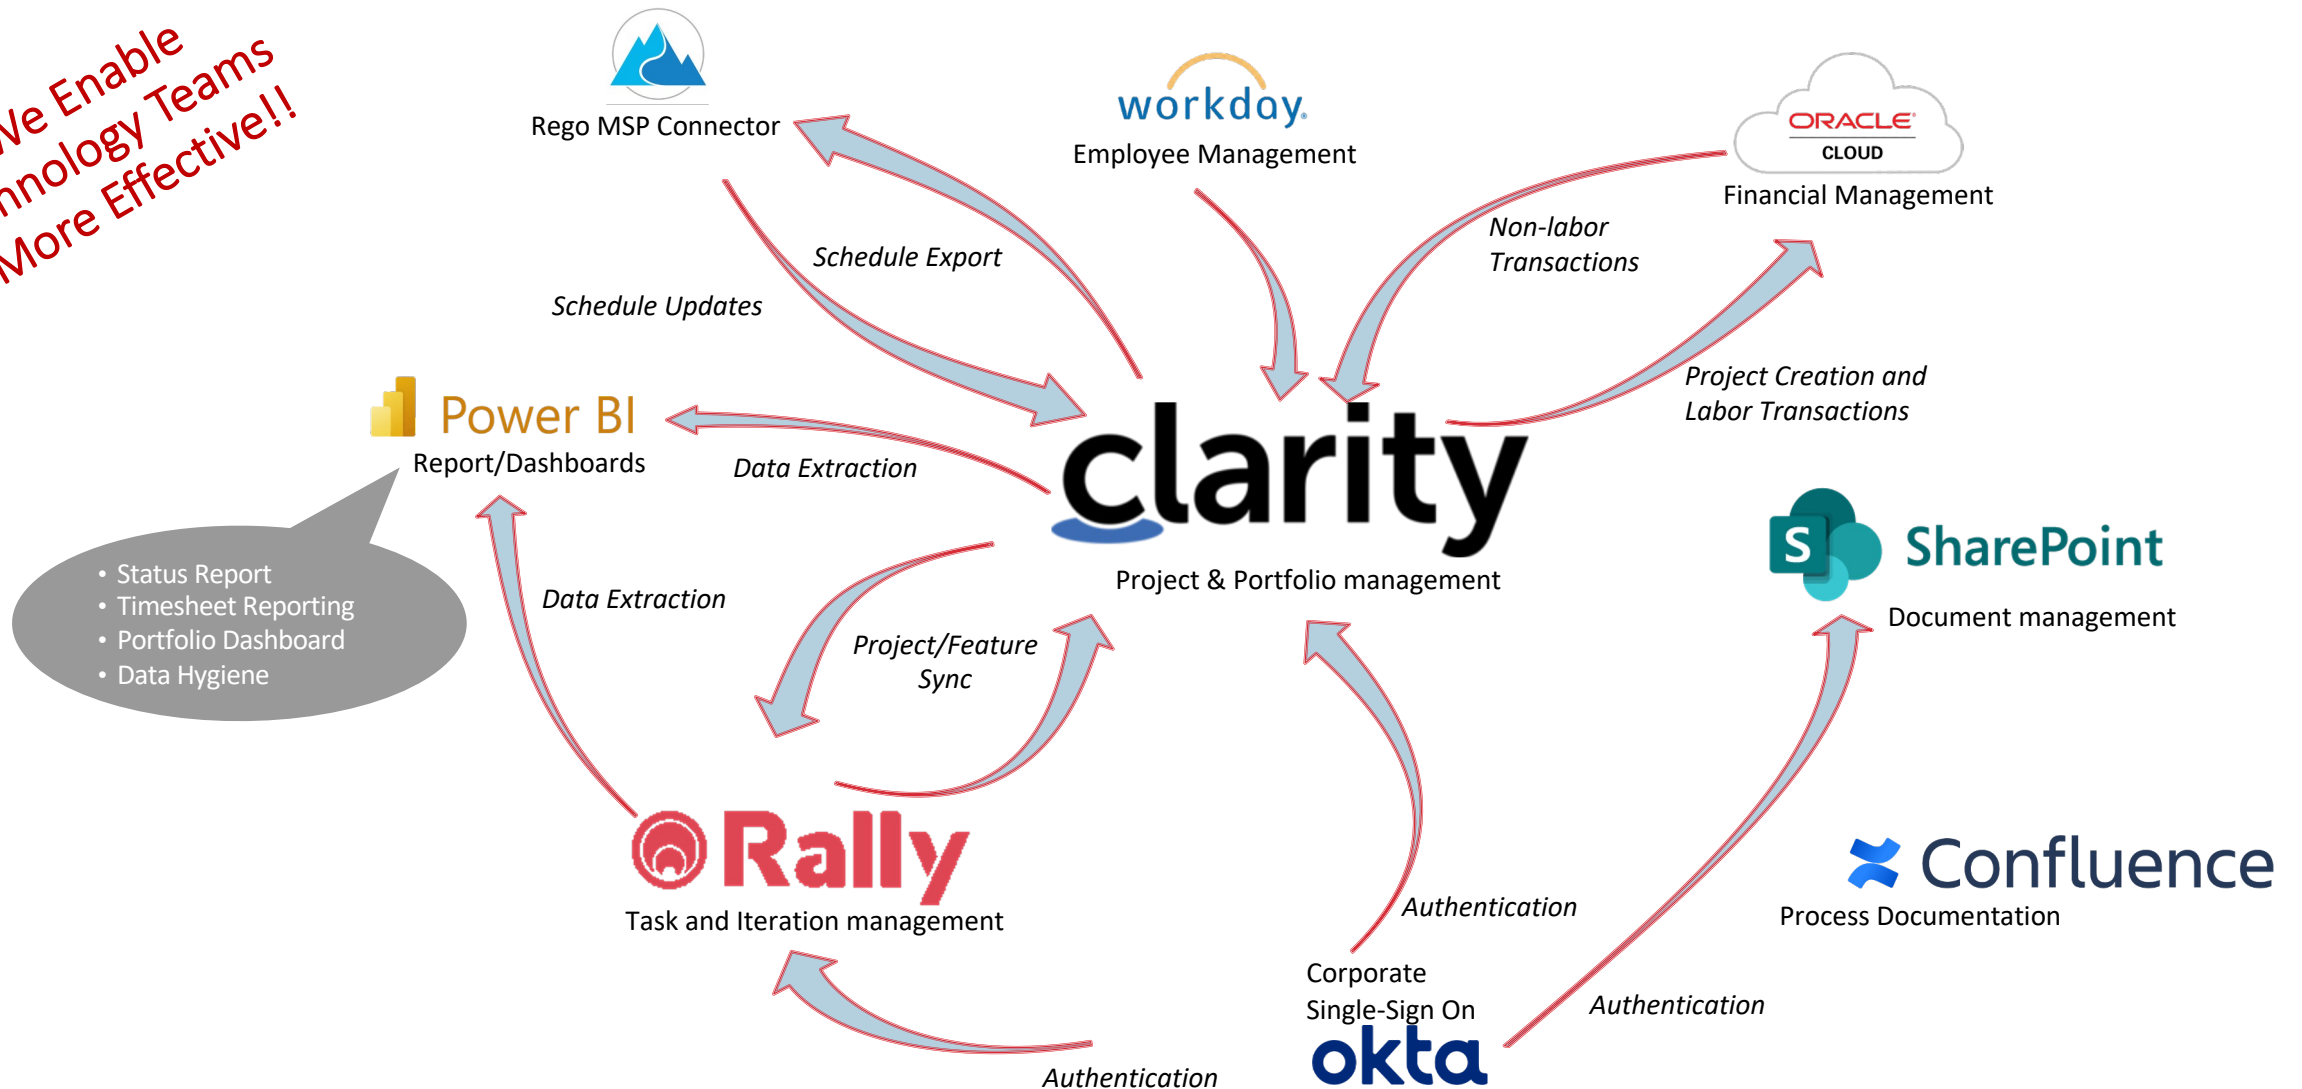 We Enable
Technology Teams
More Effective!!
Rego MSP Connector
workday.
Employee Management
ORACLE
CLOUD
Financial Management
Schedule Export
Schedule Updates
Non-labor
Transactions
Project Creation and
Labor Transactions
Power BI
Report/Dashboards
Data Extraction
clarity
Project & Portfolio management
S SharePoint
Document management
• Status Report
• Timesheet Reporting
• Portfolio Dashboard
• Data Hygiene
Data Extraction
Project/Feature
Sync
Rally
Task and Iteration management
Confluence
Process Documentation
Authentication
Corporate
Single-Sign On
okta
Authentication
Authentication